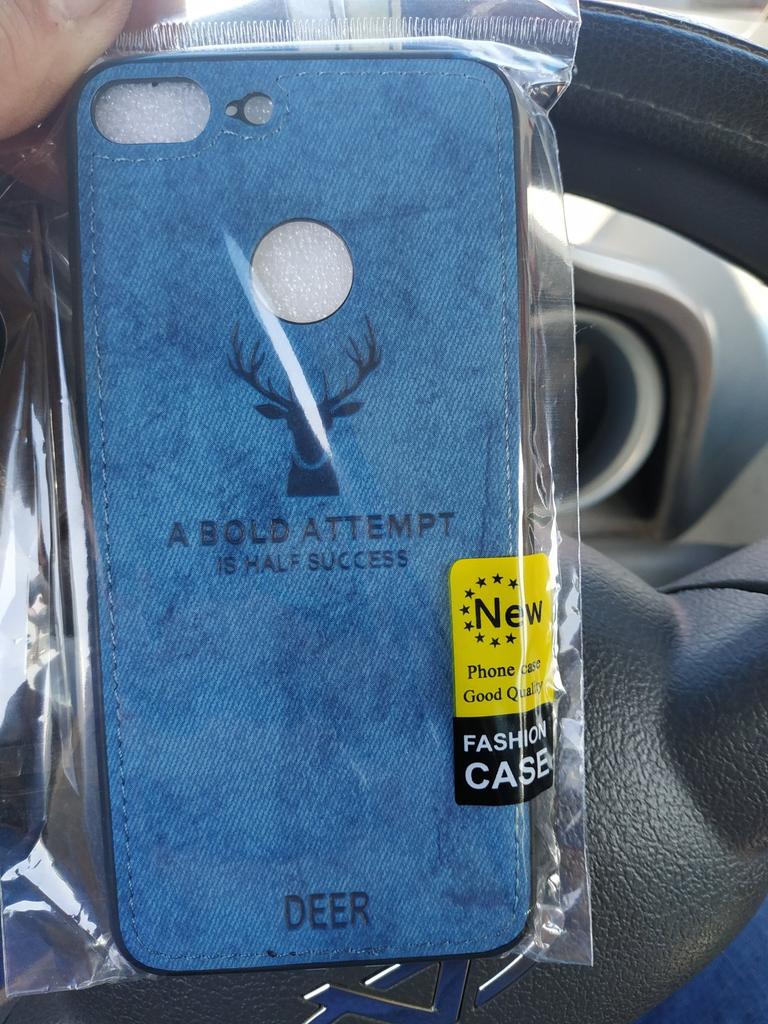 A BOLD ATTEMPT
IS HALF SUCCESS
New
Phone case
Good Quality
FASHION
CASE
DEER